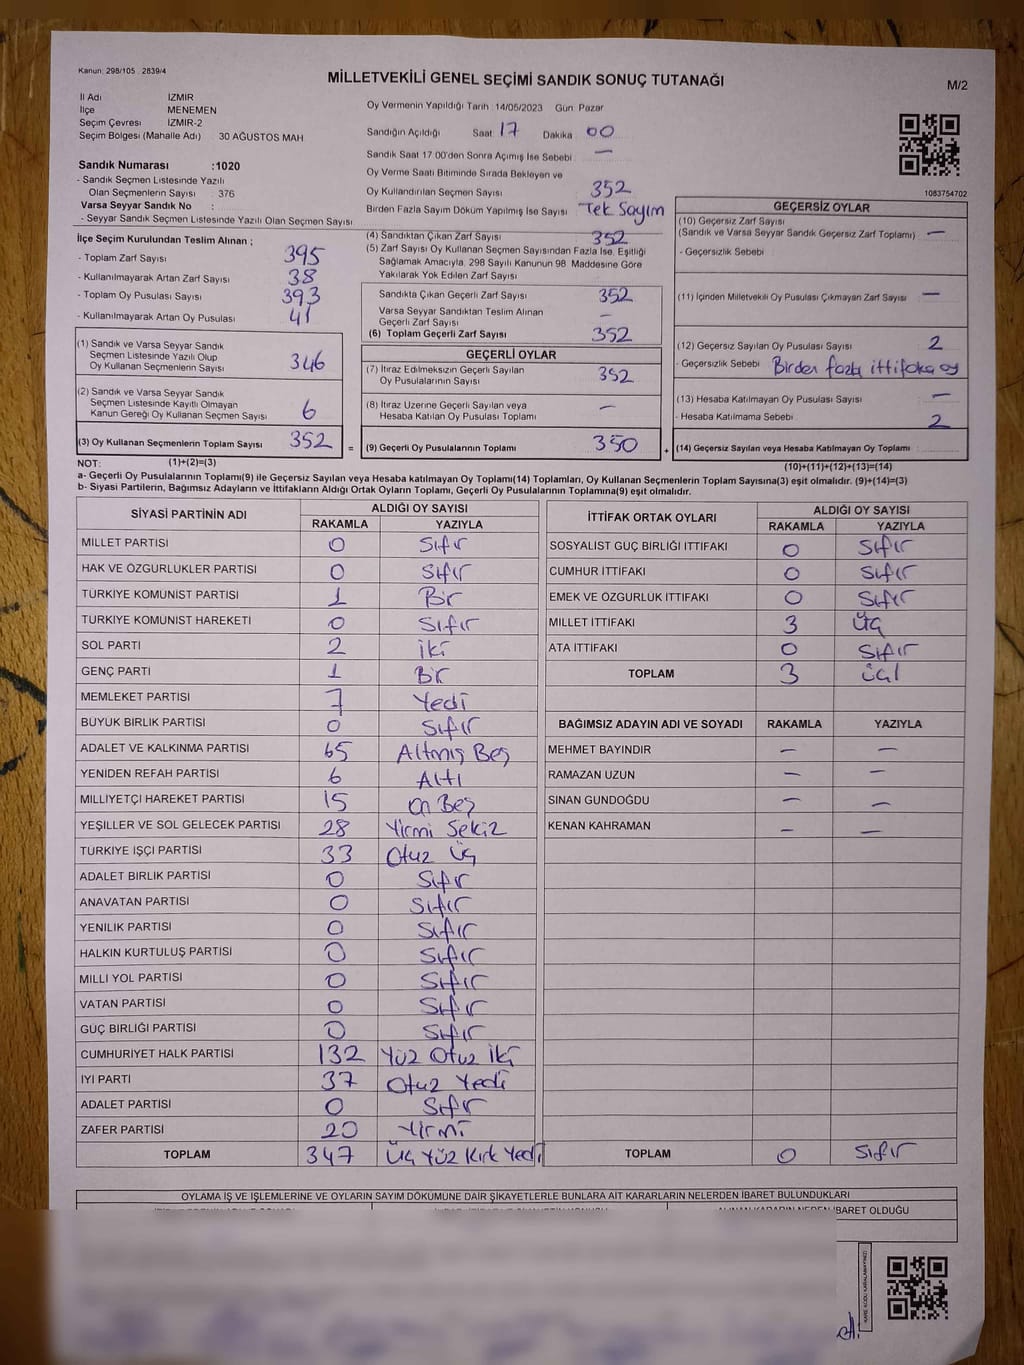 Kanun: 298/105 2839/4
MİLLETVEKİLİ GENEL SEÇİMİ SANDIK SONUÇ TUTANAĞI
M/2
İl Adı İZMİR
İlçe MENEMEN
Seçim Çevresi İZMİR-2
Seçim Bölgesi (Mahalle Adı) 30 AĞUSTOS MAH
Sandık Numarası :1020
- Sandık Seçmen Listesinde Yazılı
Olan Seçmenlerin Sayısı : 376
Varsa Seyyar Sandık No :
- Seyyar Sandık Seçmen Listesinde Yazılı Olan Seçmen Sayısı
Oy Vermenin Yapıldığı Tarih :14/05/2023 Gün Pazar
Sandığın Açıldığı Saat 17 Dakika 00
Sandık Saat 17 00'den Sonra Açımış İse Sebebi : —
Oy Verme Saati Bitiminde Sırada Bekleyen ve
Oy Kullandırılan Seçmen Sayısı 352
Birden Fazla Sayım Döküm Yapılmış İse Sayısı Tek Sayım
1083754702
İlçe Seçim Kurulundan Teslim Alınan ;
- Toplam Zarf Sayısı 395
- Kullanılmayarak Artan Zarf Sayısı 38
- Toplam Oy Pusulası Sayısı 393
- Kullanılmayarak Artan Oy Pusulası 41
(1) Sandık ve Varsa Seyyar Sandık
Seçmen Listesinde Yazılı Olup
Oy Kullanan Seçmenlerin Sayısı 346
(2) Sandık ve Varsa Seyyar Sandık
Seçmen Listesinde Kayıtlı Olmayan
Kanun Gereği Oy Kullanan Seçmen Sayısı 6
(3) Oy Kullanan Seçmenlerin Toplam Sayısı 352 =
(4) Sandıktan Çıkan Zarf Sayısı 352
(5) Zarf Sayısı Oy Kullanan Seçmen Sayısından Fazla İse, Eşitliği
Sağlamak Amacıyla, 298 Sayılı Kanunun 98. Maddesine Göre
Yakılarak Yok Edilen Zarf Sayısı
Sandıkta Çıkan Geçerli Zarf Sayısı 352
Varsa Seyyar Sandıktan Teslim Alınan
Geçerli Zarf Sayısı —
(6) Toplam Geçerli Zarf Sayısı 352
GEÇERLİ OYLAR
(7) İtiraz Edilmeksizin Geçerli Sayılan
Oy Pusulalarının Sayısı 352
(8) İtiraz Üzerine Geçerli Sayılan veya
Hesaba Katılan Oy Pusulası Toplamı —
(9) Geçerli Oy Pusulalarının Toplamı 350 +
GEÇERSİZ OYLAR
(10) Geçersiz Zarf Sayısı
(Sandık ve Varsa Seyyar Sandık Geçersiz Zarf Toplamı) —
- Geçersizlik Sebebi
(11) İçinden Milletvekili Oy Pusulası Çıkmayan Zarf Sayısı —
(12) Geçersiz Sayılan Oy Pusulası Sayısı 2
- Geçersizlik Sebebi Birden fazla ittifaka oy
(13) Hesaba Katılmayan Oy Pusulası Sayısı —
- Hesaba Katılmama Sebebi 2
(14) Geçersiz Sayılan veya Hesaba Katılmayan Oy Toplamı
NOT: (1)+(2)=(3) (10)+(11)+(12)+(13)=(14)
a- Geçerli Oy Pusulalarının Toplamı(9) ile Geçersiz Sayılan veya Hesaba katılmayan Oy Toplamı(14) Toplamları, Oy Kullanan Seçmenlerin Toplam Sayısına(3) eşit olmalıdır. (9)+(14)=(3)
b- Siyasi Partilerin, Bağımsız Adayların ve İttifakların Aldığı Ortak Oyların Toplamı, Geçerli Oy Pusulalarının Toplamına(9) eşit olmalıdır.
SİYASİ PARTİNİN ADI ALDIĞI OY SAYISI
RAKAMLA YAZIYLA
MİLLET PARTİSİ 0 Sıfır
HAK VE ÖZGÜRLÜKLER PARTİSİ 0 Sıfır
TÜRKİYE KOMÜNİST PARTİSİ 1 Bir
TÜRKİYE KOMÜNİST HAREKETİ 0 Sıfır
SOL PARTİ 2 İki
GENÇ PARTİ 1 Bir
MEMLEKET PARTİSİ 7 Yedi
BÜYÜK BİRLİK PARTİSİ 0 Sıfır
ADALET VE KALKINMA PARTİSİ 65 Altmış Beş
YENİDEN REFAH PARTİSİ 6 Altı
MİLLİYETÇİ HAREKET PARTİSİ 15 On Beş
YEŞİLLER VE SOL GELECEK PARTİSİ 28 Yirmi Sekiz
TÜRKİYE İŞÇİ PARTİSİ 33 Otuz Üç
ADALET BİRLİK PARTİSİ 0 Sıfır
ANAVATAN PARTİSİ 0 Sıfır
YENİLİK PARTİSİ 0 Sıfır
HALKIN KURTULUŞ PARTİSİ 0 Sıfır
MİLLİ YOL PARTİSİ 0 Sıfır
VATAN PARTİSİ 0 Sıfır
GÜÇ BİRLİĞİ PARTİSİ 0 Sıfır
CUMHURİYET HALK PARTİSİ 132 Yüz Otuz İki
İYİ PARTİ 37 Otuz Yedi
ADALET PARTİSİ 0 Sıfır
ZAFER PARTİSİ 20 Yirmi
TOPLAM 347 Üç Yüz Kırk Yedi
İTTİFAK ORTAK OYLARI ALDIĞI OY SAYISI
RAKAMLA YAZIYLA
SOSYALİST GÜÇ BİRLİĞİ İTTİFAKI 0 Sıfır
CUMHUR İTTİFAKI 0 Sıfır
EMEK VE ÖZGÜRLÜK İTTİFAKI 0 Sıfır
MİLLET İTTİFAKI 3 Üç
ATA İTTİFAKI 0 Sıfır
TOPLAM 3
BAĞIMSIZ ADAYIN ADI VE SOYADI RAKAMLA YAZIYLA
MEHMET BAYINDIR — —
RAMAZAN UZUN — —
SİNAN GÜNDOĞDU — —
KENAN KAHRAMAN — —
TOPLAM 0 Sıfır
OYLAMA İŞ VE İŞLEMLERİNE VE OYLARIN SAYIM DÖKÜMÜNE DAİR ŞİKAYETLERLE BUNLARA AİT KARARLARIN NELERDEN İBARET BULUNDUKLARI
İBARET OLDUĞU